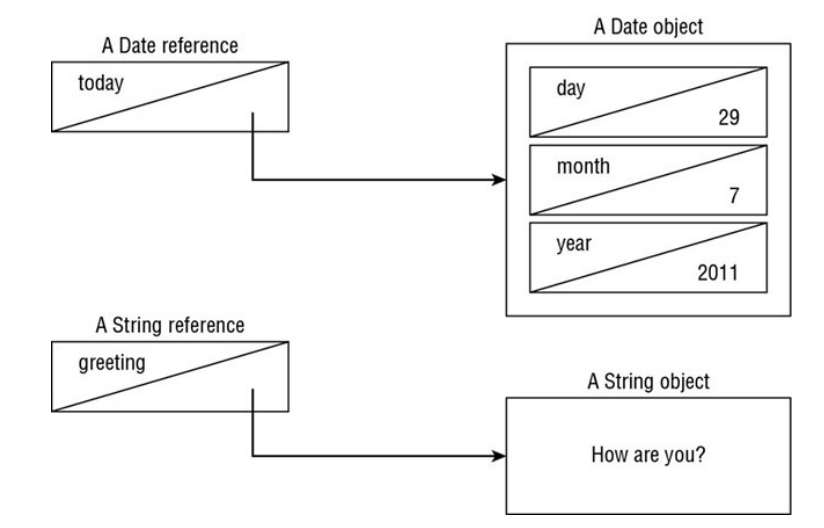 A Date reference
today
A Date object
day
29
month
7
year
2011
A String reference
greeting
A String object
How are you?